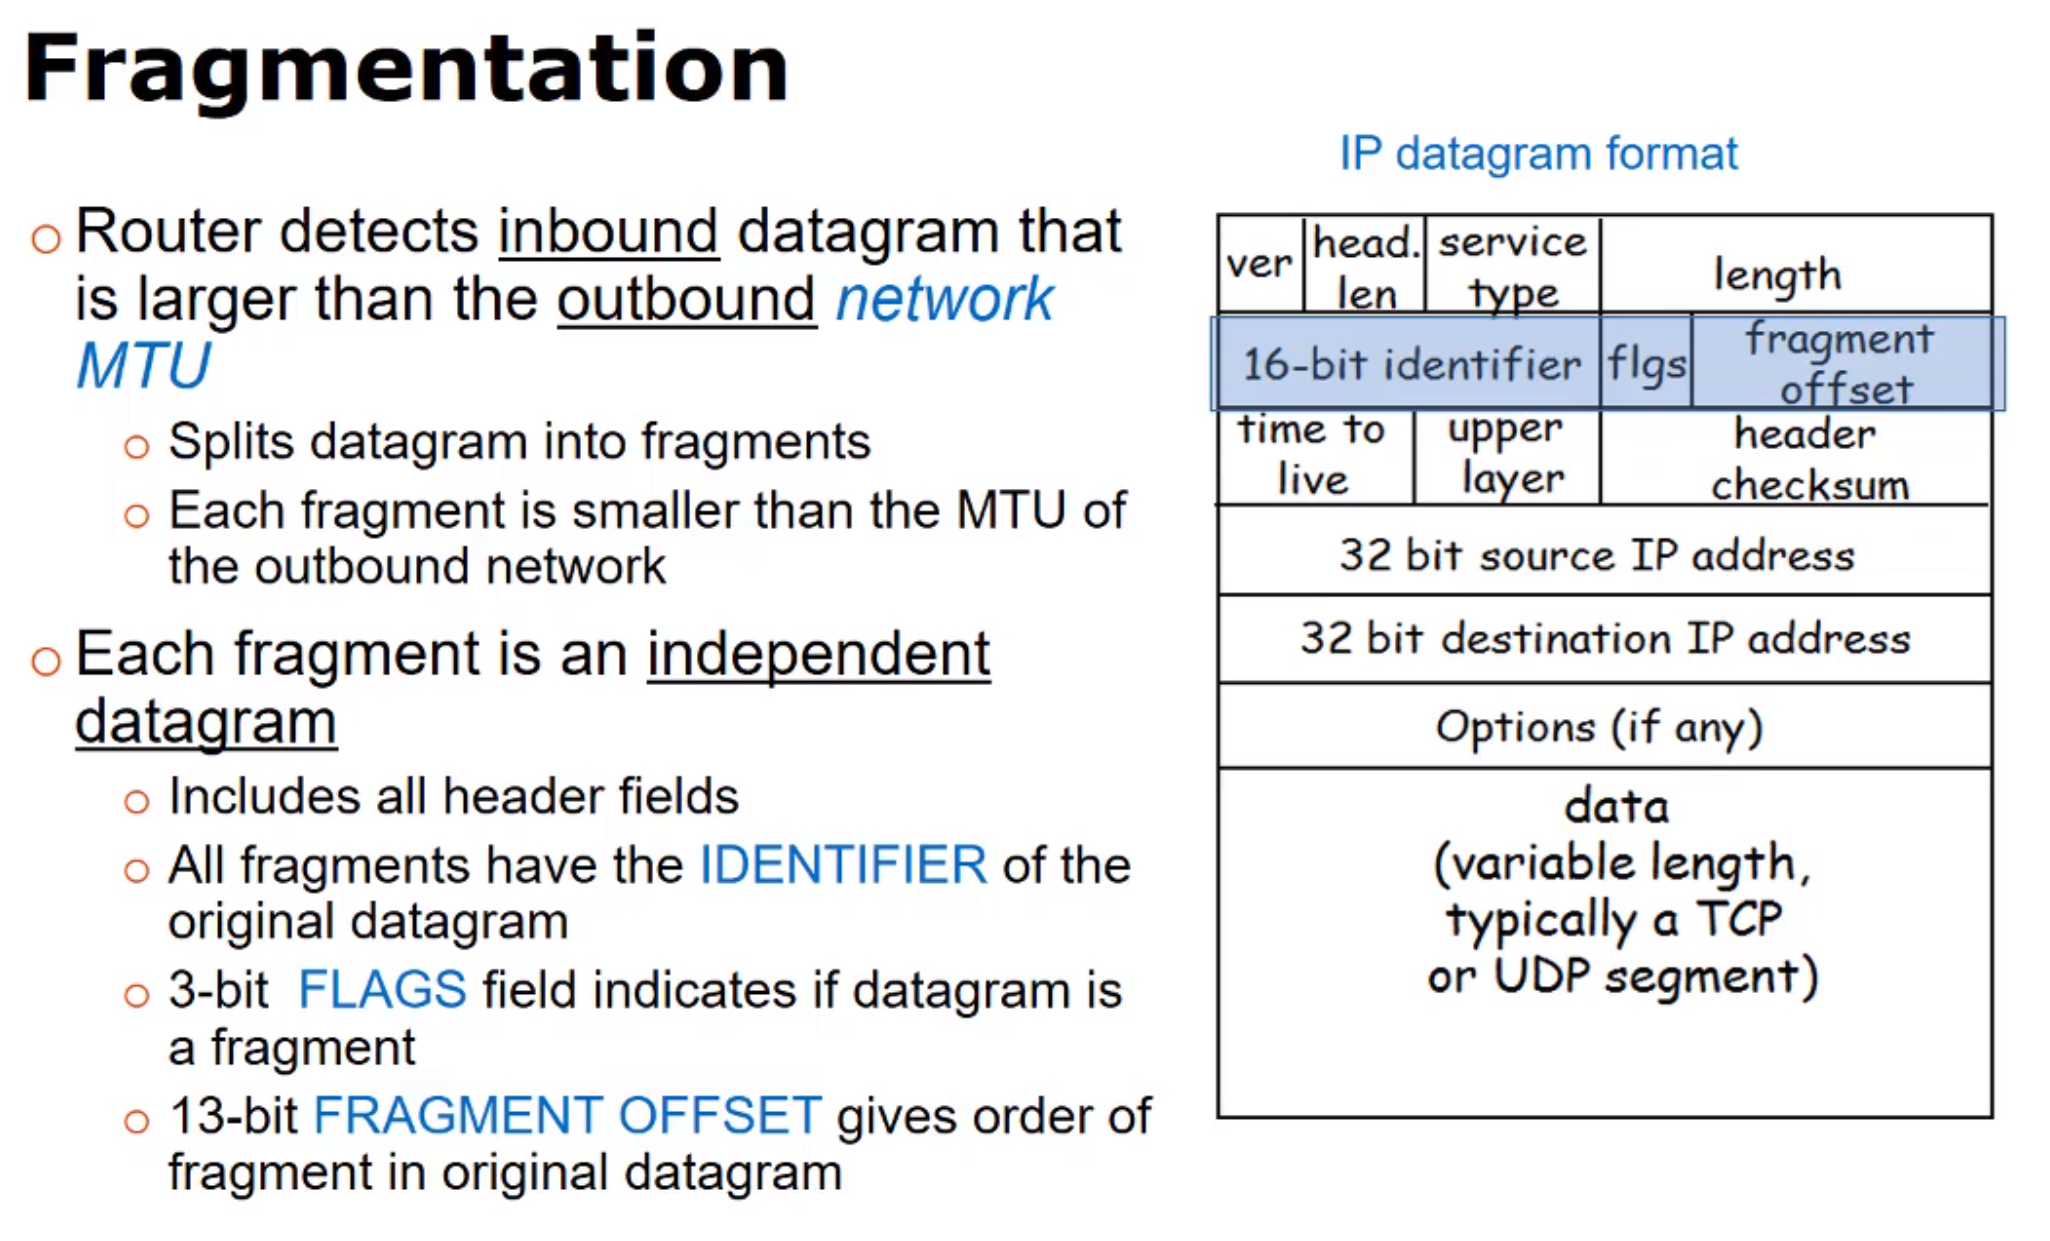 Fragmentation
Router detects inbound datagram that
is larger than the outbound network
MTU
Splits datagram into fragments
Each fragment is smaller than the MTU of
the outbound network
Each fragment is an independent
datagram
Includes all header fields
All fragments have the IDENTIFIER of the
original datagram
3-bit FLAGS field indicates if datagram is
a fragment
13-bit FRAGMENT OFFSET gives order of
fragment in original datagram
IP datagram format
ver
head.
len
service
type
length
16-bit identifier
flgs
fragment
offset
time to
live
upper
layer
header
checksum
32 bit source IP address
32 bit destination IP address
Options (if any)
data
(variable length,
typically a TCP
or UDP segment)